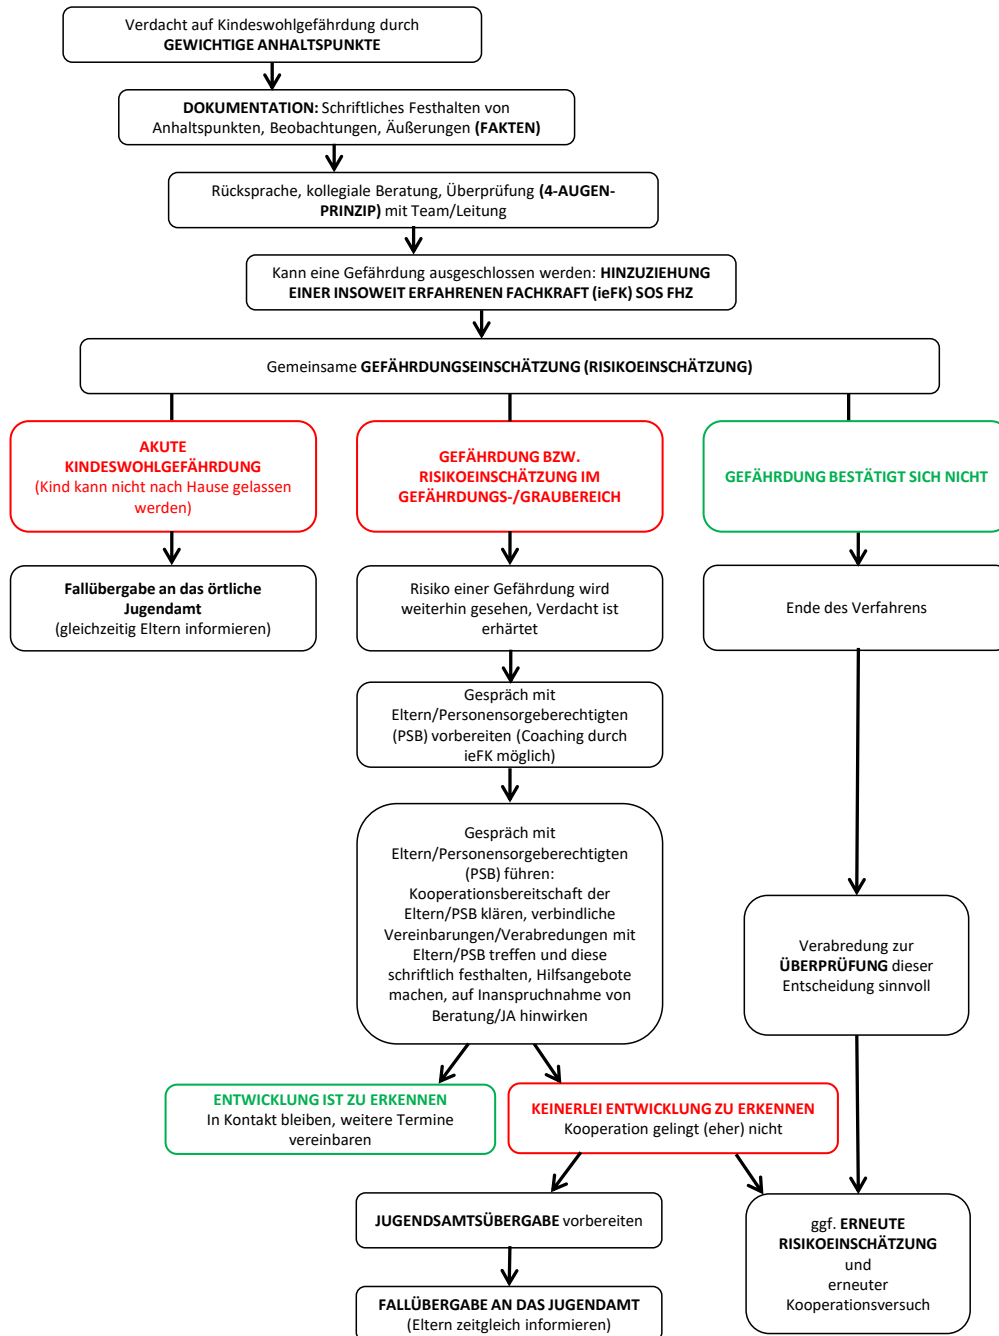 Verdacht auf Kindeswohlgefährdung durch
GEWICHTIGE ANHALTSPUNKTE
DOKUMENTATION: Schriftliches Festhalten von
Anhaltspunkten, Beobachtungen, Äußerungen (FAKTEN)
Rücksprache, kollegiale Beratung, Überprüfung (4-AUGEN-
PRINZIP) mit Team/Leitung
Kann eine Gefährdung ausgeschlossen werden: HINZUZIEHUNG
EINER INSOWEIT ERFAHRENEN FACHKRAFT (ieFK) SOS FHZ
Gemeinsame GEFÄHRDUNGSEINSCHÄTZUNG (RISIKOEINSCHÄTZUNG)
AKUTE
KINDESWOHLGEFÄHRDUNG
(Kind kann nicht nach Hause gelassen
werden)
GEFÄHRDUNG BZW.
RISIKOEINSCHÄTZUNG IM
GEFÄHRDUNGS-/GRAUBEREICH
GEFÄHRDUNG BESTÄTIGT SICH NICHT
Fallübergabe an das örtliche
Jugendamt
(gleichzeitig Eltern informieren)
Risiko einer Gefährdung wird
weiterhin gesehen, Verdacht ist
erhärtet
Ende des Verfahrens
Gespräch mit
Eltern/Personensorgeberechtigten
(PSB) vorbereiten (Coaching durch
ieFK möglich)
Gespräch mit
Eltern/Personensorgeberechtigten
(PSB) führen:
Kooperationsbereitschaft der
Eltern/PSB klären, verbindliche
Vereinbarungen/Verabredungen mit
Eltern/PSB treffen und diese
schriftlich festhalten, Hilfsangebote
machen, auf Inanspruchnahme von
Beratung/JA hinwirken
Verabredung zur
ÜBERPRÜFUNG dieser
Entscheidung sinnvoll
ENTWICKLUNG IST ZU ERKENNEN
In Kontakt bleiben, weitere Termine
vereinbaren
KEINERLEI ENTWICKLUNG ZU ERKENNEN
Kooperation gelingt (eher) nicht
JUGENDSAMTSÜBERGABE vorbereiten
ggf. ERNEUTE
RISIKOEINSCHÄTZUNG
und
erneuter
Kooperationsversuch
FALLÜBERGABE AN DAS JUGENDAMT
(Eltern zeitgleich informieren)